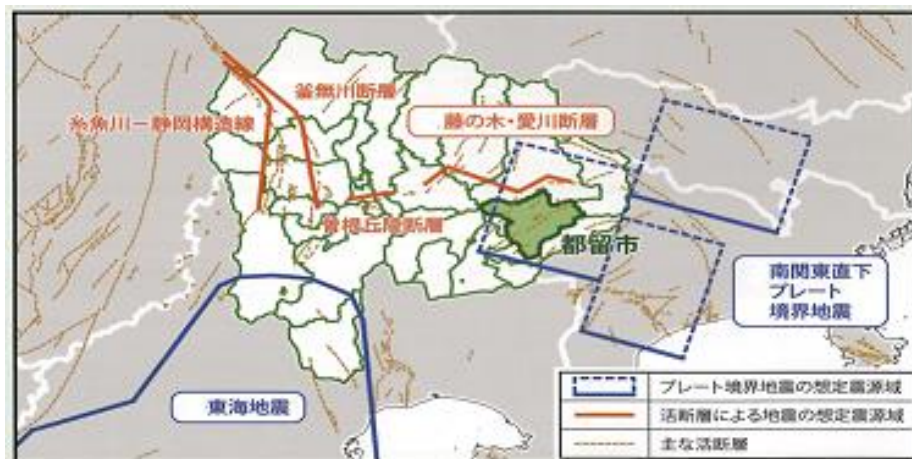 釜無川断層
糸魚川－静岡構造線
藤の木・愛川断層
曽根丘陵断層
都留市
南関東直下
プレート
境界地震
東海地震
プレート境界地震の想定震源域
活断層による地震の想定震源域
主な活断層